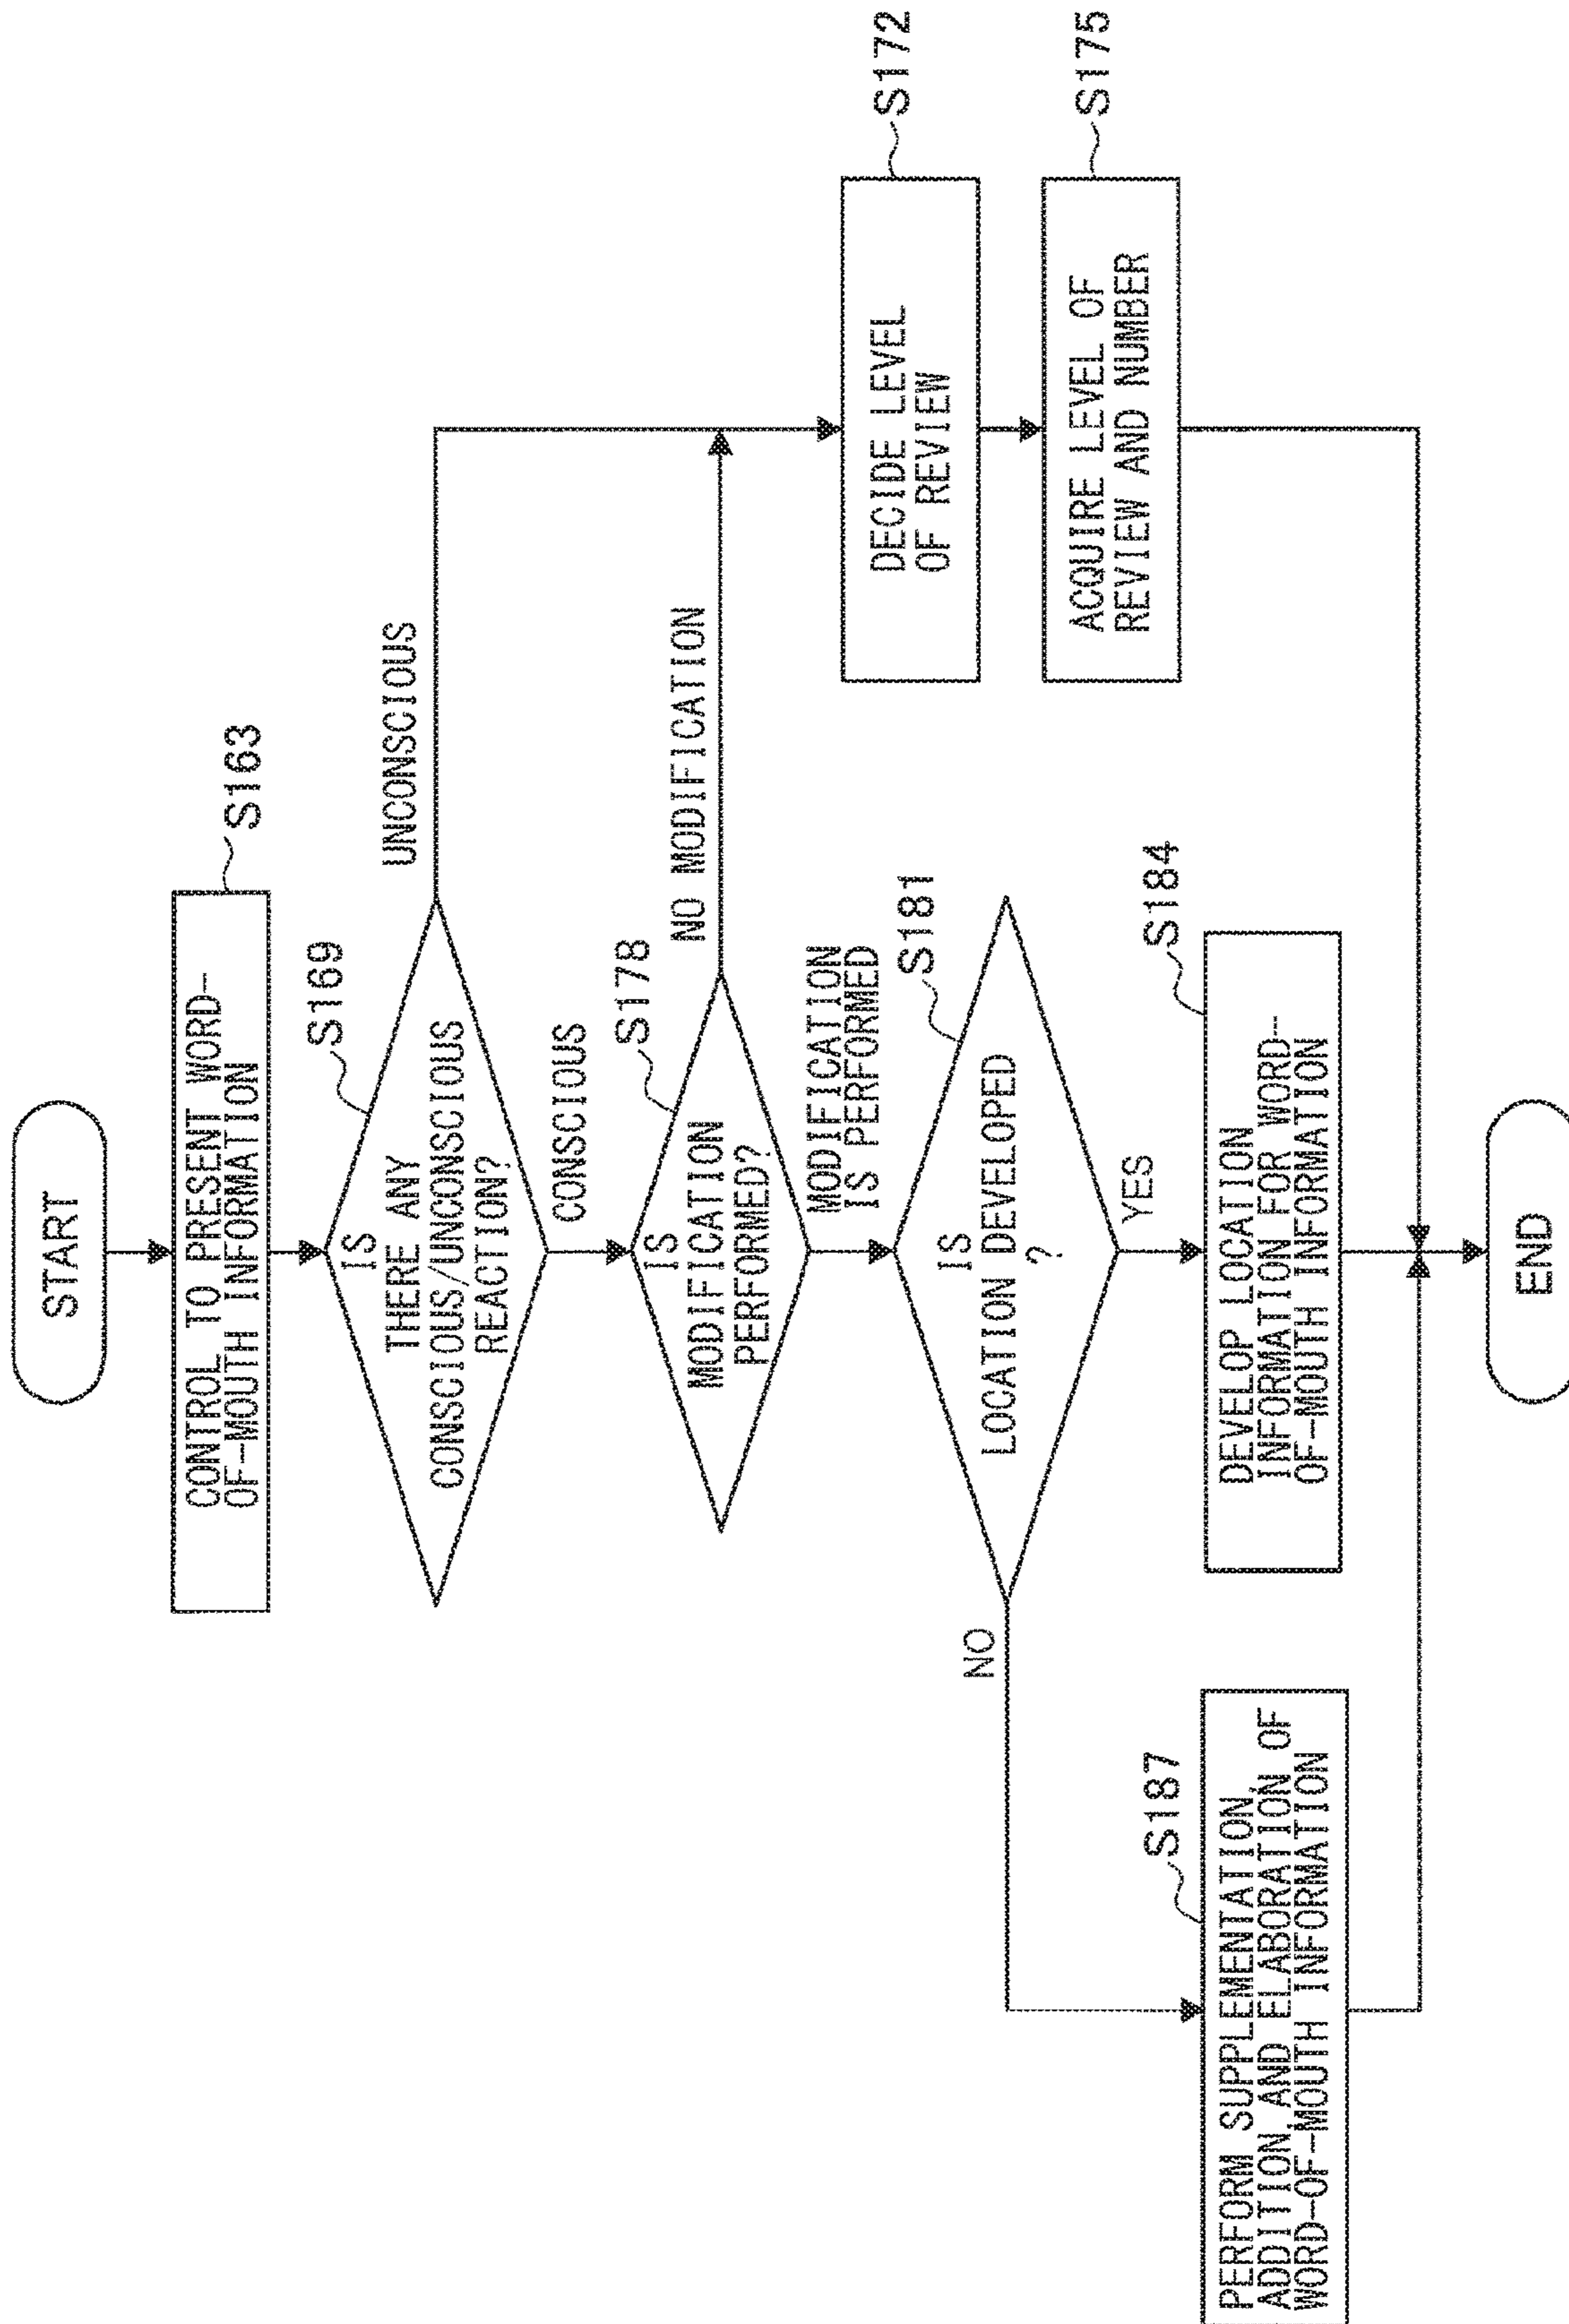 START
CONTROL TO PRESENT WORD-
OF-MOUTH INFORMATION
S163
IS
THERE ANY
CONSCIOUS/UNCONSCIOUS
REACTION?
S169
UNCONSCIOUS
CONSCIOUS
IS
MODIFICATION
PERFORMED?
S178
NO MODIFICATION
MODIFICATION
IS PERFORMED
IS
LOCATION DEVELOPED
?
S181
NO
YES
DECIDE LEVEL
OF REVIEW
S172
ACQUIRE LEVEL OF
REVIEW AND NUMBER
S175
PERFORM SUPPLEMENTATION,
ADDITION, AND ELABORATION OF
WORD-OF-MOUTH INFORMATION
S187
DEVELOP LOCATION
INFORMATION FOR WORD-
OF-MOUTH INFORMATION
S184
END